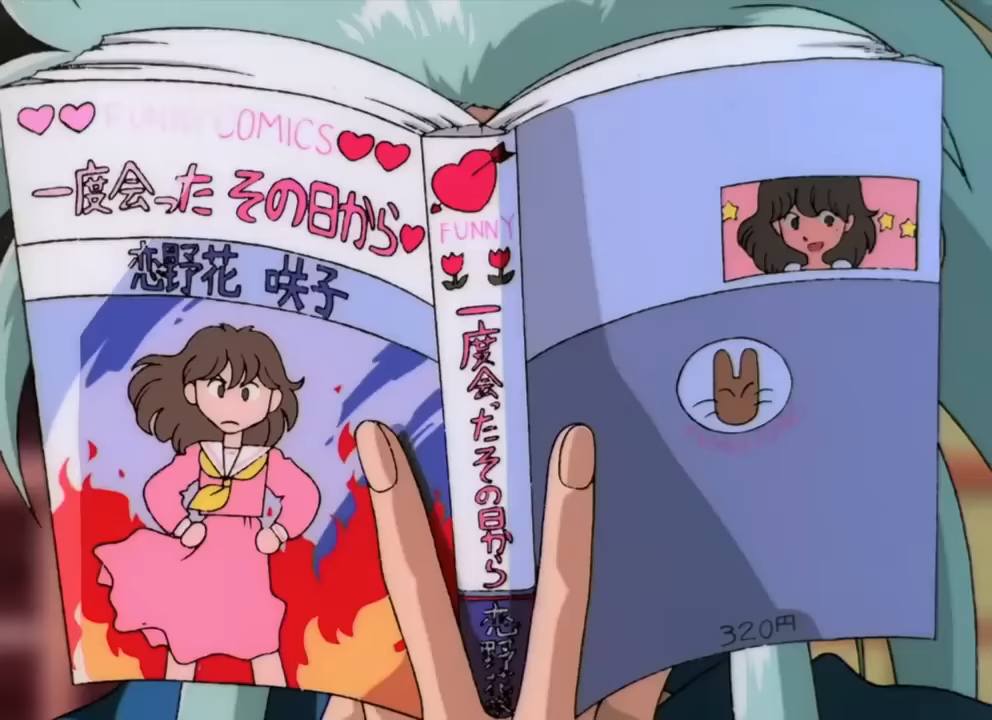 FUNNY COMICS
一度会った その日から
恋野花 咲子
FUNNY
一度会ったその日から
恋野花
320円